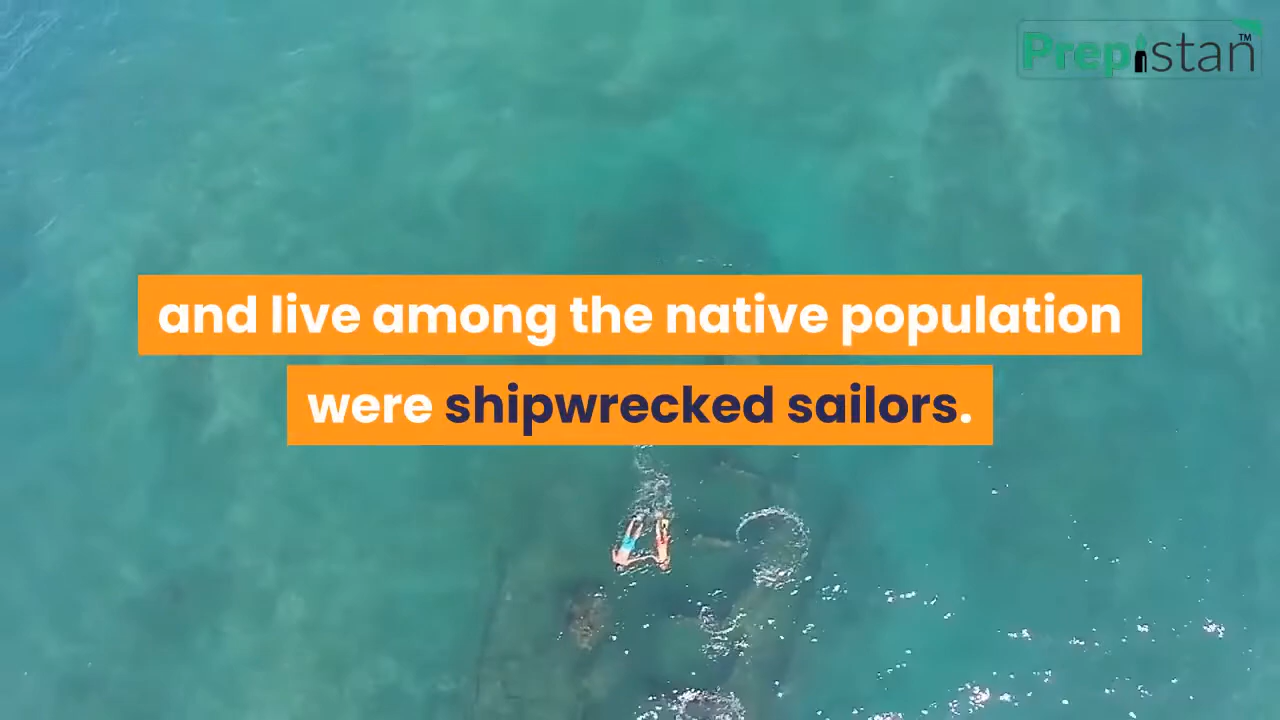 Prepistan™
and live among the native population
were shipwrecked sailors.